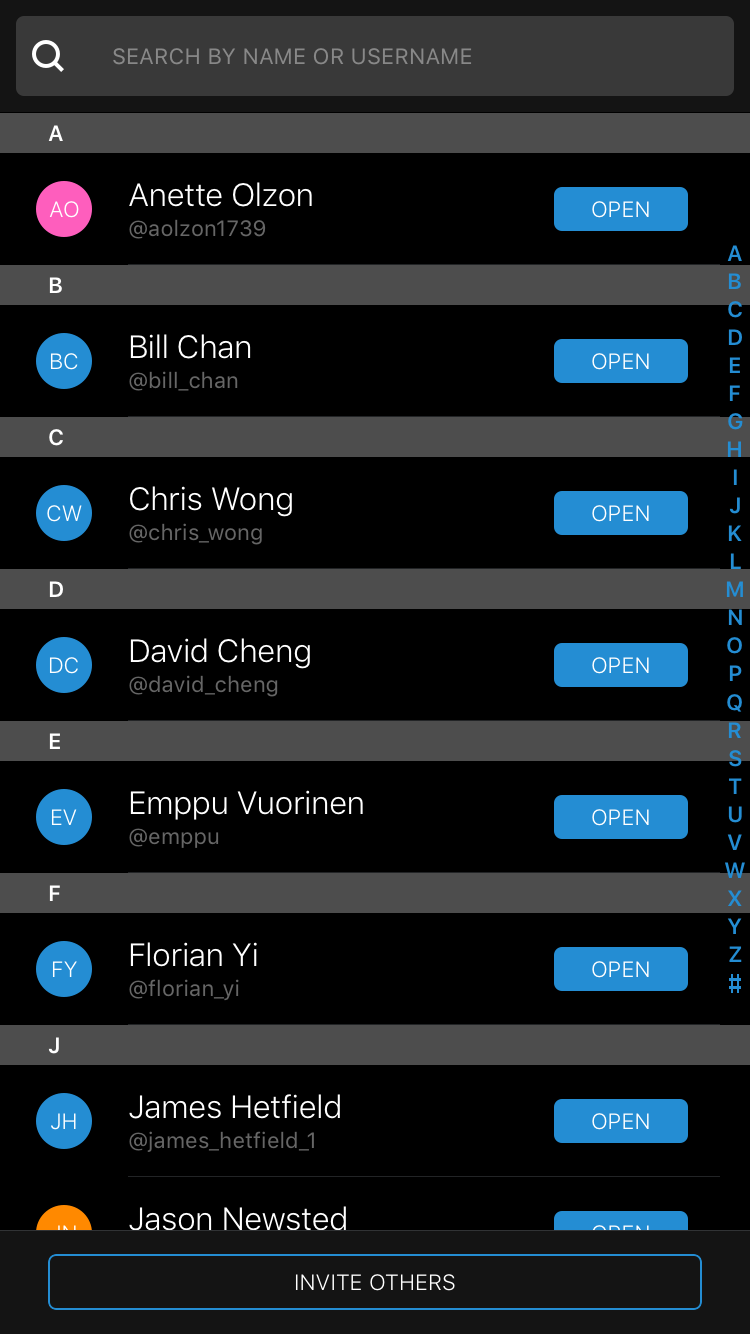 SEARCH BY NAME OR USERNAME
A
AO
Anette Olzon
@aolzon1739
OPEN
B
BC
Bill Chan
@bill_chan
OPEN
C
CW
Chris Wong
@chris_wong
OPEN
D
DC
David Cheng
@david_cheng
OPEN
E
EV
Emppu Vuorinen
@emppu
OPEN
F
FY
Florian Yi
@florian_yi
OPEN
J
JH
James Hetfield
@james_hetfield_1
OPEN
JN
Jason Newsted
OPEN
A
B
C
D
E
F
G
H
I
J
K
L
M
N
O
P
Q
R
S
T
U
V
W
X
Y
Z
#
INVITE OTHERS